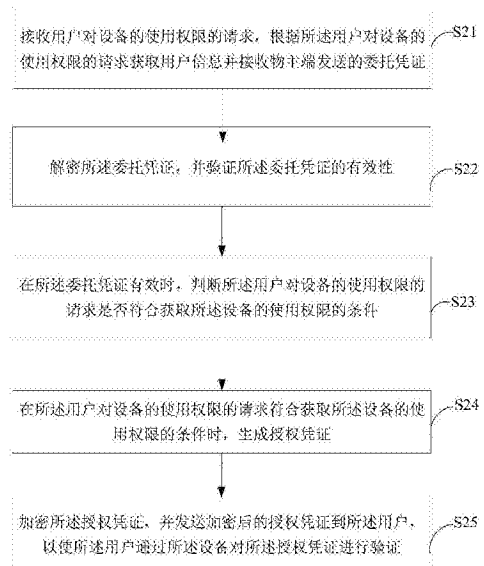 接收用户对设备的使用权限的请求，根据所述用户对设备的
使用权限的请求获取用户信息并接收物主端发送的委托凭证
S21
解密所述委托凭证，并验证所述委托凭证的有效性
S22
在所述委托凭证有效时，判断所述用户对设备的使用权限的
请求是否符合获取所述设备的使用权限的条件
S23
在所述用户对设备的使用权限的请求符合获取所述设备的使
用权限的条件时，生成授权凭证
S24
加密所述授权凭证、并发送加密后的授权凭证到所述用户，
以使所述用户通过所述设备对所述授权凭证进行验证
S25